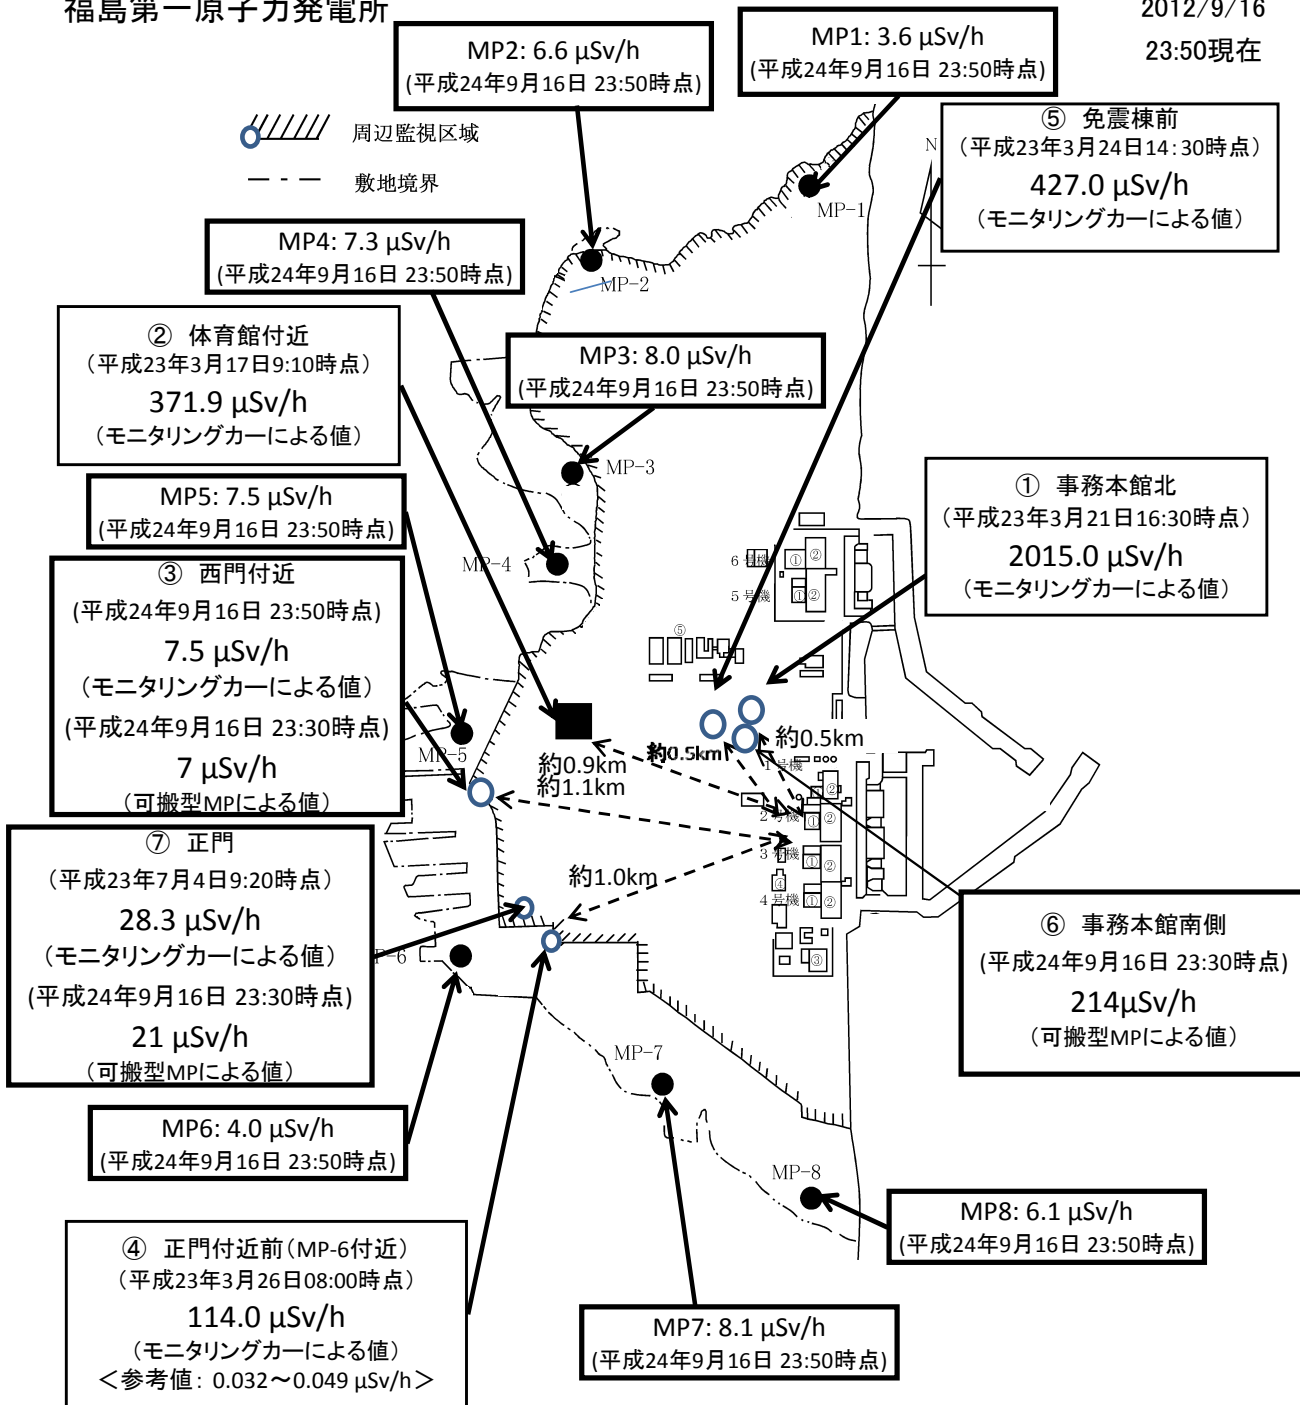 福島第一原子力発電所
2012/9/16
23:50現在
MP2: 6.6 μSv/h
(平成24年9月16日 23:50時点)
MP1: 3.6 μSv/h
(平成24年9月16日 23:50時点)
周辺監視区域
敷地境界
⑤ 免震棟前
(平成23年3月24日14:30時点)
427.0 μSv/h
(モニタリングカーによる値)
N
MP-1
MP4: 7.3 μSv/h
(平成24年9月16日 23:50時点)
MP-2
② 体育館付近
(平成23年3月17日9:10時点)
371.9 μSv/h
(モニタリングカーによる値)
MP3: 8.0 μSv/h
(平成24年9月16日 23:50時点)
MP-3
MP5: 7.5 μSv/h
(平成24年9月16日 23:50時点)
① 事務本館北
(平成23年3月21日16:30時点)
2015.0 μSv/h
(モニタリングカーによる値)
MP-4
6号機
① ②
5号機
① ②
③ 西門付近
(平成24年9月16日 23:50時点)
7.5 μSv/h
(モニタリングカーによる値)
(平成24年9月16日 23:30時点)
7 μSv/h
(可搬型MPによる値)
⑤
MP-5
約0.9km
約1.1km
約0.5km
約0.5km
1号機
②
2号機
① ②
3号機
① ②
④
4号機
① ②
③
約1.0km
⑦ 正門
(平成23年7月4日9:20時点)
28.3 μSv/h
(モニタリングカーによる値)
(平成24年9月16日 23:30時点)
21 μSv/h
(可搬型MPによる値)
P-6
⑥ 事務本館南側
(平成24年9月16日 23:30時点)
214μSv/h
(可搬型MPによる値)
MP-7
MP6: 4.0 μSv/h
(平成24年9月16日 23:50時点)
MP-8
MP8: 6.1 μSv/h
(平成24年9月16日 23:50時点)
④ 正門付近前(MP-6付近)
(平成23年3月26日08:00時点)
114.0 μSv/h
(モニタリングカーによる値)
＜参考値: 0.032～0.049 μSv/h＞
MP7: 8.1 μSv/h
(平成24年9月16日 23:50時点)